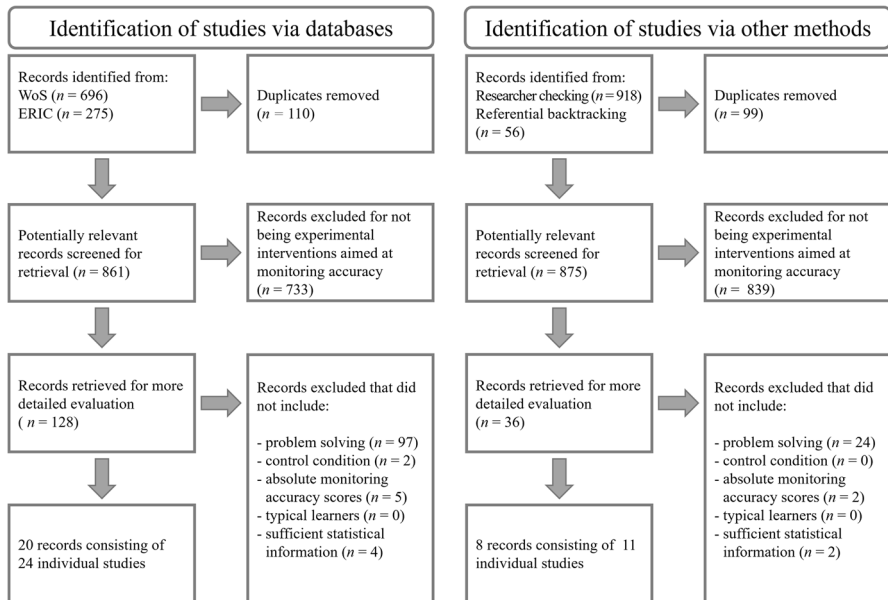 Identification of studies via databases
Records identified from:
WoS (n = 696)
ERIC (n = 275)
Duplicates removed
(n = 110)
Potentially relevant
records screened for
retrieval (n = 861)
Records excluded for not
being experimental
interventions aimed at
monitoring accuracy
(n = 733)
Records retrieved for more
detailed evaluation
( n = 128)
Records excluded that did
not include:
- problem solving (n = 97)
- control condition (n = 2)
- absolute monitoring
accuracy scores (n = 5)
- typical learners (n = 0)
- sufficient statistical
information (n = 4)
20 records consisting of
24 individual studies
Identification of studies via other methods
Records identified from:
Researcher checking (n = 918)
Referential backtracking
(n = 56)
Duplicates removed
(n = 99)
Potentially relevant
records screened for
retrieval (n = 875)
Records excluded for not
being experimental
interventions aimed at
monitoring accuracy
(n = 839)
Records retrieved for more
detailed evaluation
(n = 36)
Records excluded that did
not include:
- problem solving (n = 24)
- control condition (n = 0)
- absolute monitoring
accuracy scores (n = 2)
- typical learners (n = 0)
- sufficient statistical
information (n = 2)
8 records consisting of 11
individual studies